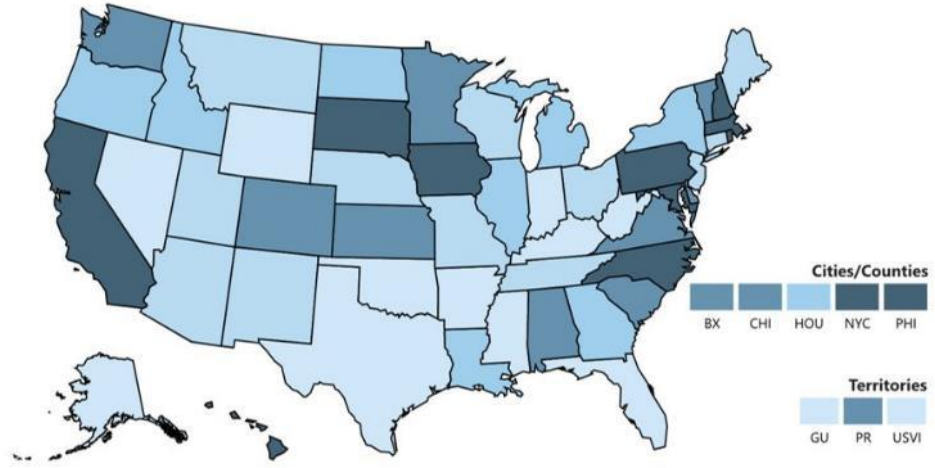 Cities/Counties
BX CHI HOU NYC PHI
Territories
GU PR USVI